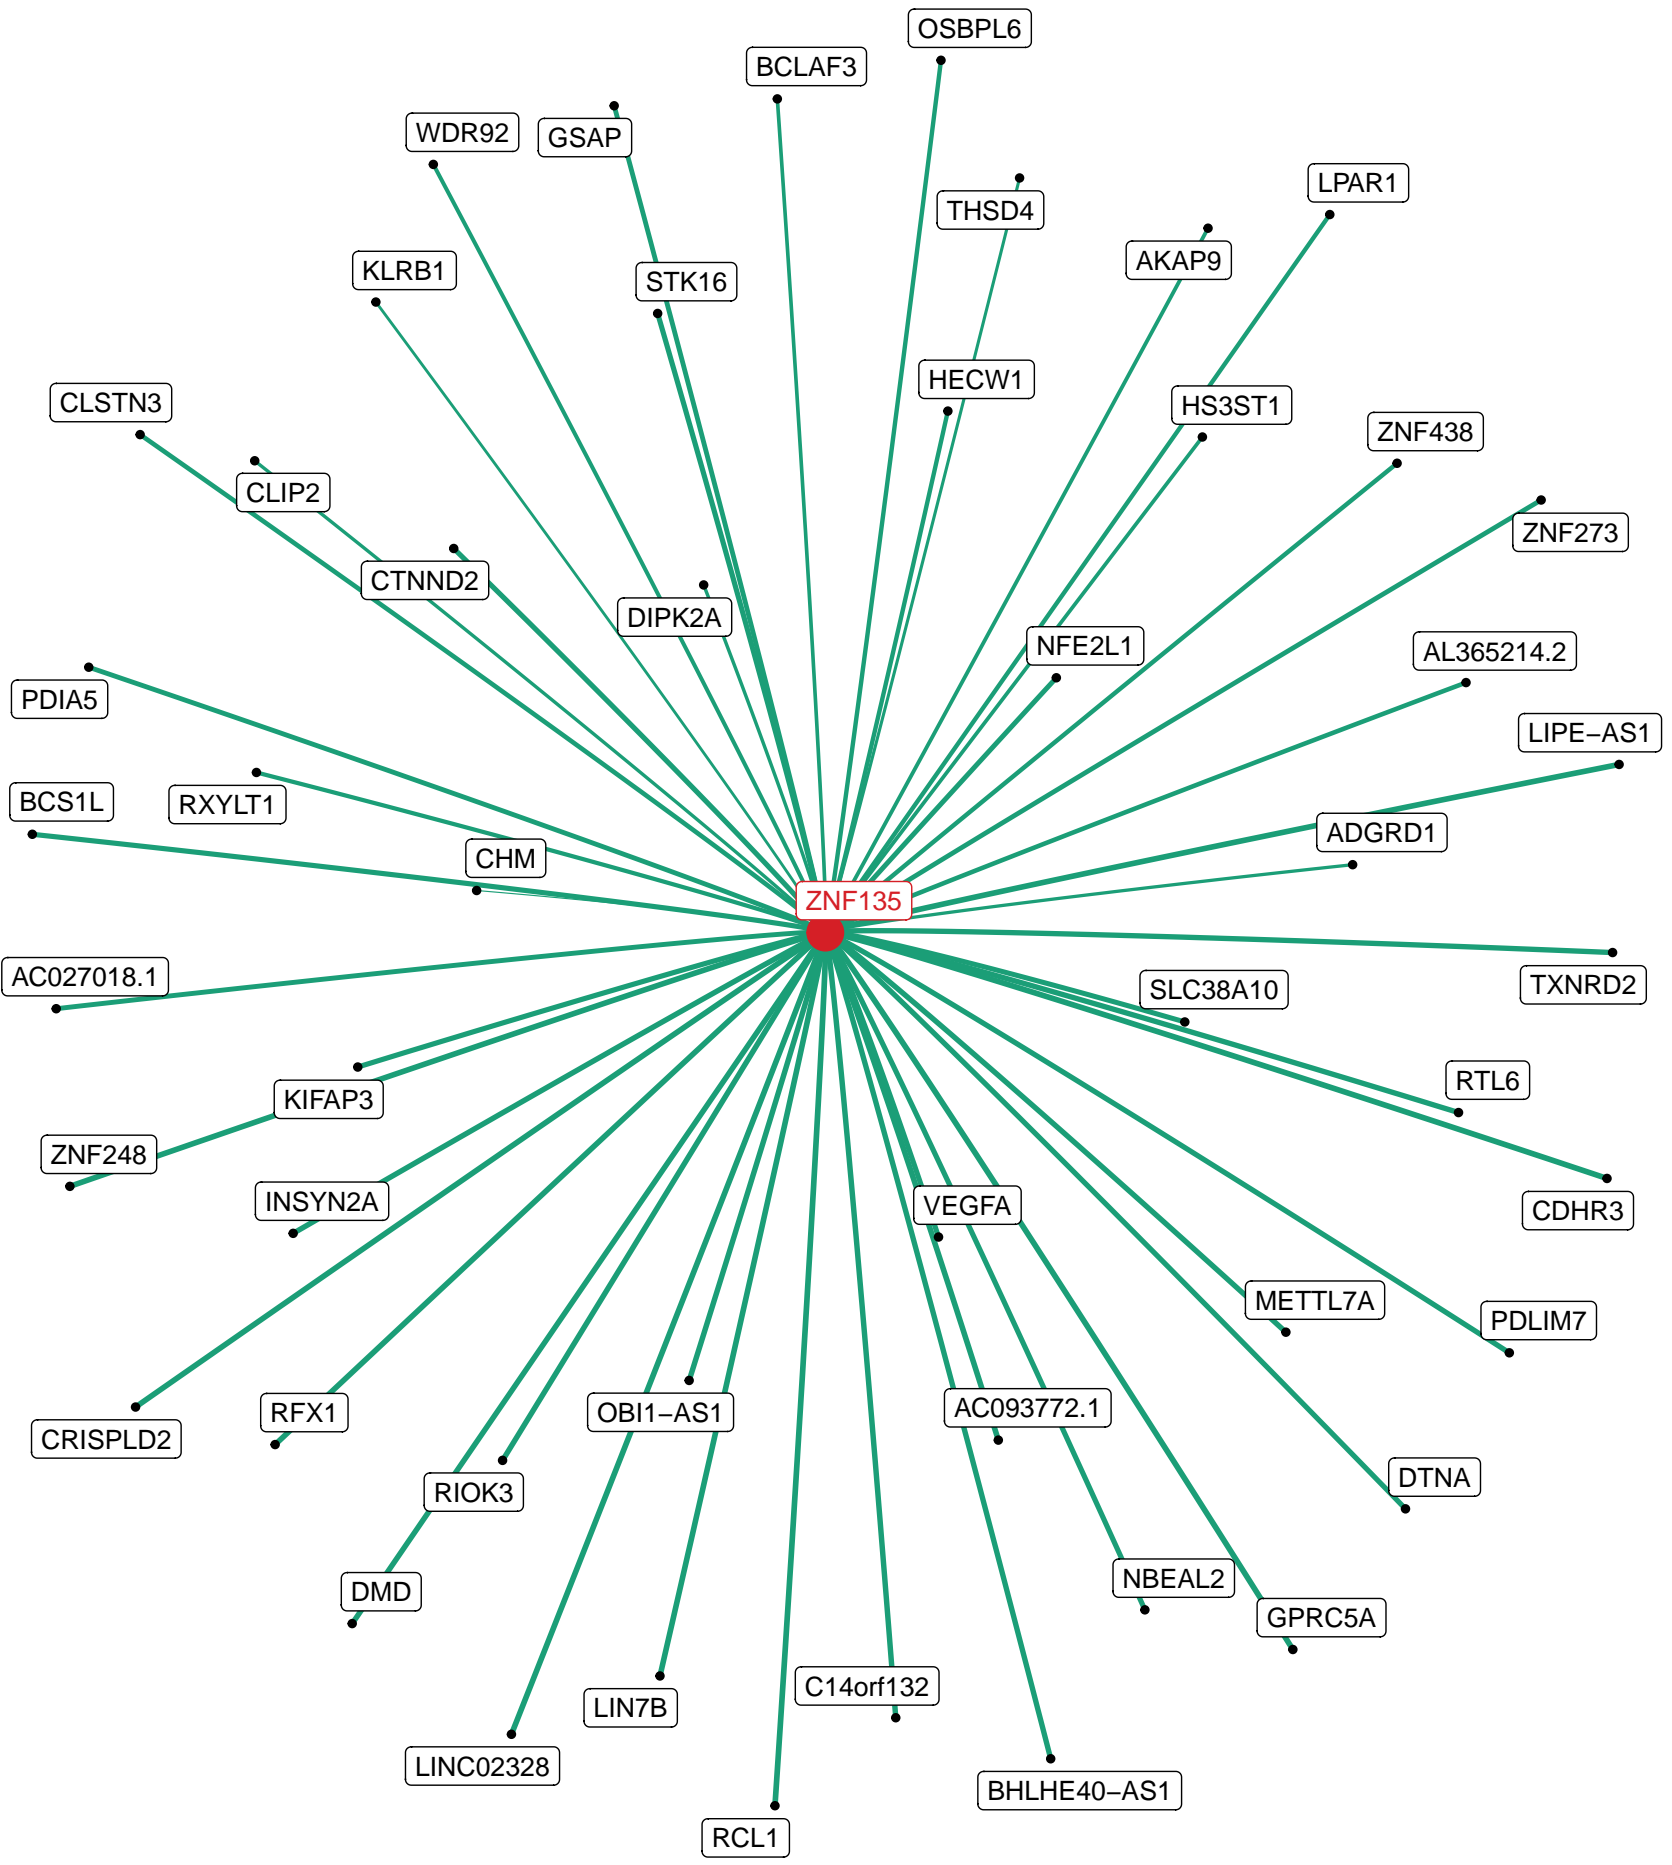 OSBPL6
BCLAF3
WDR92
GSAP
LPAR1
THSD4
AKAP9
KLRB1
STK16
HECW1
CLSTN3
HS3ST1
ZNF438
CLIP2
ZNF273
CTNND2
DIPK2A
NFE2L1
AL365214.2
PDIA5
LIPE−AS1
BCS1L
RXYLT1
ADGRD1
CHM
ZNF135
AC027018.1
SLC38A10
TXNRD2
RTL6
KIFAP3
ZNF248
INSYN2A
VEGFA
CDHR3
METTL7A
PDLIM7
AC093772.1
RFX1
OBI1−AS1
CRISPLD2
DTNA
RIOK3
NBEAL2
DMD
GPRC5A
C14orf132
LIN7B
LINC02328
BHLHE40−AS1
RCL1